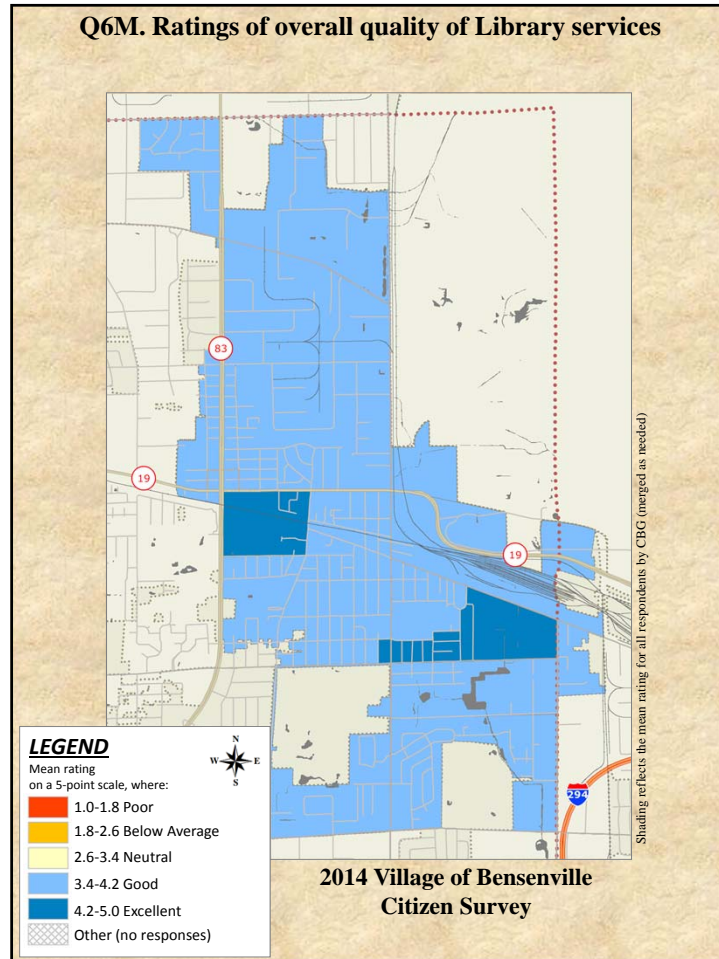 Q6M. Ratings of overall quality of Library services
83
19
19
294
Shading reflects the mean rating for all respondents by CBG (merged as needed)
LEGEND
Mean rating
on a 5-point scale, where:
N
W E
S
1.0-1.8 Poor
1.8-2.6 Below Average
2.6-3.4 Neutral
3.4-4.2 Good
4.2-5.0 Excellent
Other (no responses)
2014 Village of Bensenville
Citizen Survey